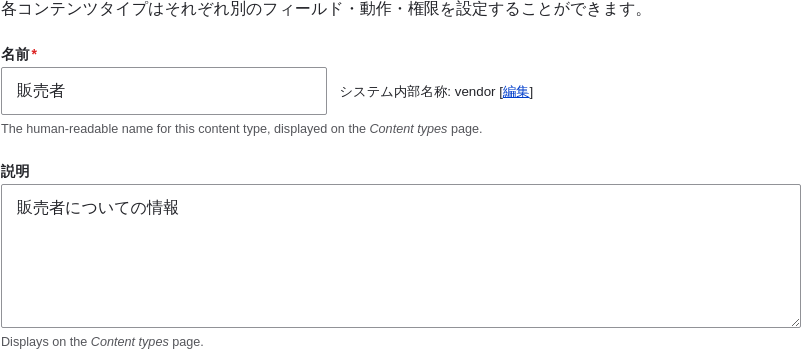 各コンテンツタイプはそれぞれ別のフィールド・動作・権限を設定することができます。
名前*
販売者
システム内部名称: vendor [編集]
The human-readable name for this content type, displayed on the Content types page.
説明
販売者についての情報
Displays on the Content types page.